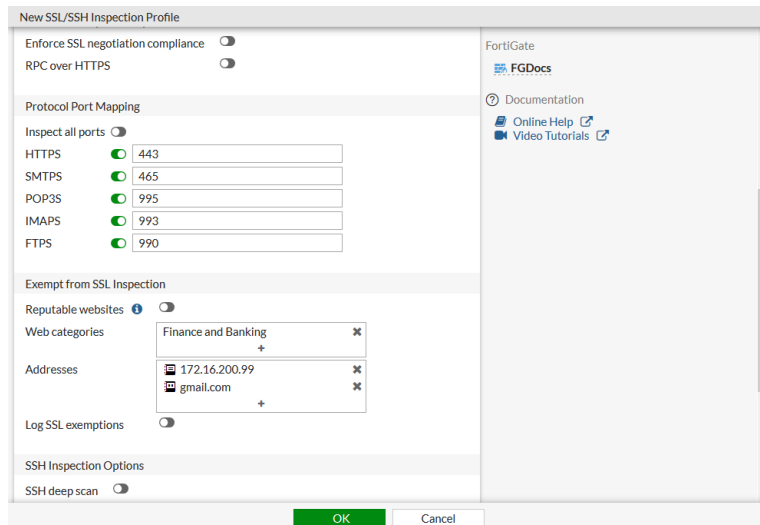 New SSL/SSH Inspection Profile
Enforce SSL negotiation compliance
RPC over HTTPS
Protocol Port Mapping
Inspect all ports
HTTPS 443
SMTPS 465
POP3S 995
IMAPS 993
FTPS 990
Exempt from SSL Inspection
Reputable websites
Web categories Finance and Banking
+
Addresses 172.16.200.99
gmail.com
+
Log SSL exemptions
SSH Inspection Options
SSH deep scan
OK Cancel
FortiGate
FGDocs
Documentation
Online Help
Video Tutorials